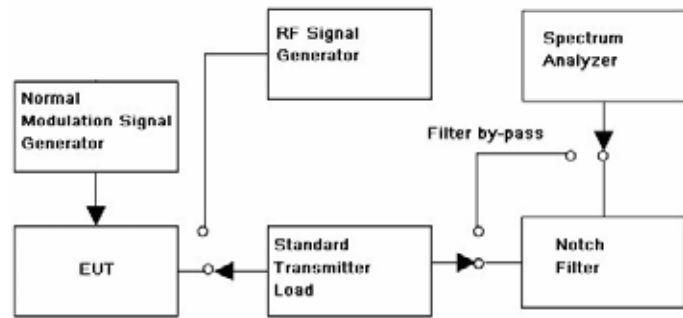 RF Signal
Generator
Spectrum
Analyzer
Normal
Modulation Signal
Generator
Filter by-pass
EUT
Standard
Transmitter
Load
Notch
Filter